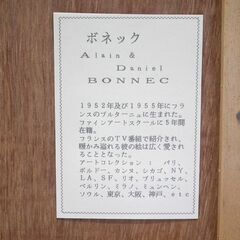 ボネック
Alain &
Daniel
BONNEC
1952年及び1955年にフラ
ンスのブルターニュに生まれた。
ファインアートスクールに5年間
在籍。
フランスのTV番組で紹介され、
暖かみ溢れる彼の絵は広く愛され
ることとなった。
アートコレクション:パリ、
ボルドー、カンヌ、シカゴ、NY、
LA、SF、リオ、ブリュッセル、
ベルリン、ミラノ、ミュンヘン、
ソウル、東京、大阪、神戸、etc